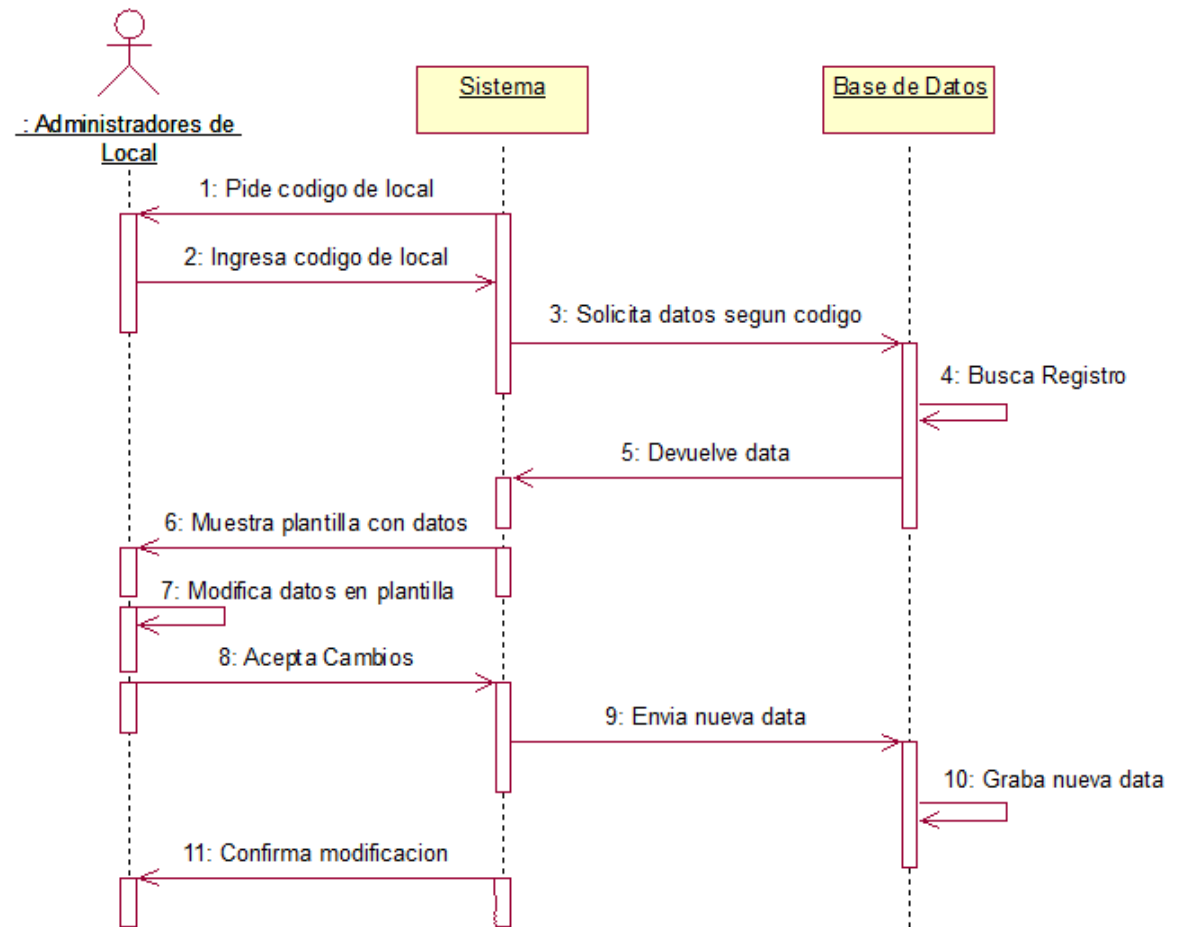 : Administradores de
Local
Sistema
Base de Datos
1: Pide codigo de local
2: Ingresa codigo de local
3: Solicita datos segun codigo
4: Busca Registro
5: Devuelve data
6: Muestra plantilla con datos
7: Modifica datos en plantilla
8: Acepta Cambios
9: Envia nueva data
10: Graba nueva data
11: Confirma modificacion